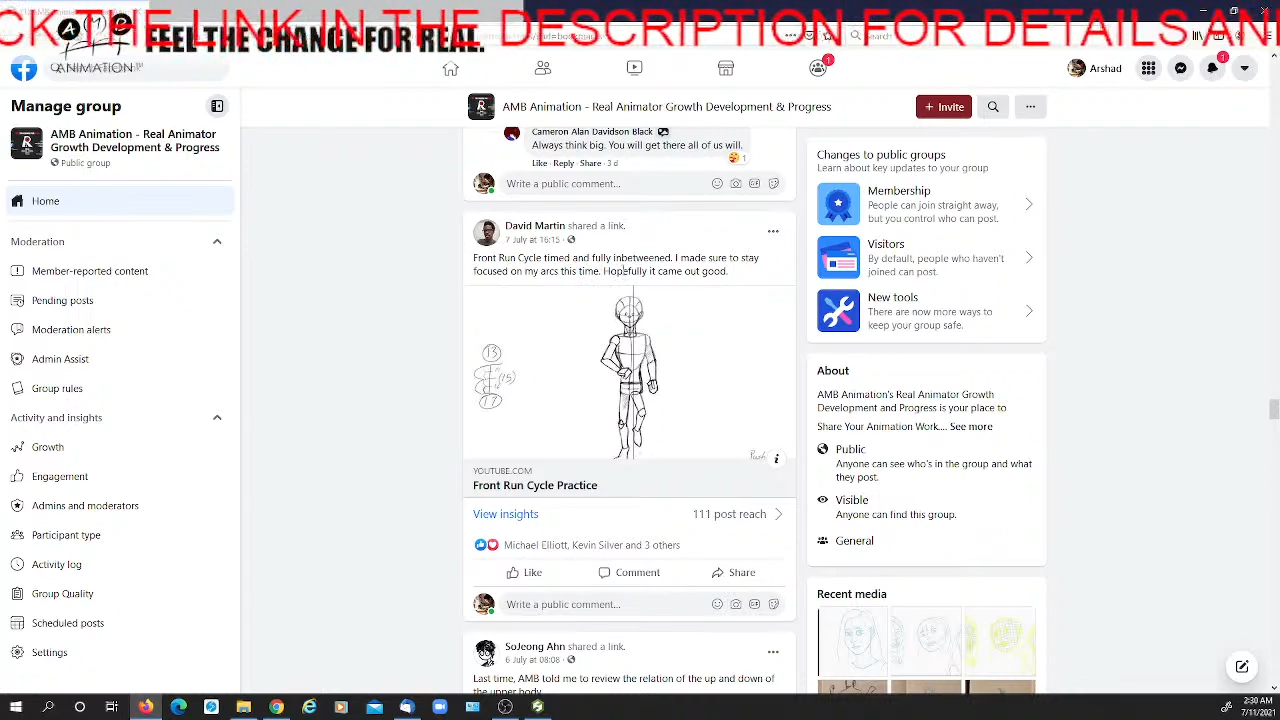 CK THE LINK IN THE DESCRIPTION FOR DETAILS AN
AMB
FEEL THE CHANGE FOR REAL.
ANIMATION
Search
1
1
Arshad
Manage group
AMB Animation - Real Animator
Growth Development & Progress
Public group
Home
Moderation
Member-reported content
Pending posts
Moderation alerts
Admin Assist
Group rules
Activity and insights
Growth
Engagement
Admins and moderators
Participant type
Activity log
Group Quality
Scheduled posts
Settings
AMB Animation - Real Animator Growth Development & Progress
+ Invite
Cameron Alan Davidson Black
Always think big. You will get there all of us will.
1
Like · Reply · Share · 3 d
Write a public comment...
David Martin shared a link.
7 July at 16:15 ·
Front Run Cycle timed and fully inbetweened. I made sure to stay
focused on my arcs this time. Hopefully it came out good.
13
(15)
17
Push
YOUTUBE.COM
Front Run Cycle Practice
View insights
111 post reach
Michael Elliott, Kevin Silver and 3 others
Like
Comment
Share
Write a public comment...
SoJeong Ahn shared a link.
6 July at 08:08 ·
Last time, AMB told me to review the relation of the up and down of
the upper body
Changes to public groups
Learn about key updates to your group
Membership
People can join straight away,
but you control who can post.
Visitors
By default, people who haven't
joined can post.
New tools
There are now more ways to
keep your group safe.
About
AMB Animation's Real Animator Growth
Development and Progress is your place to
Share Your Animation Work.... See more
Public
Anyone can see who's in the group and what
they post.
Visible
Anyone can find this group.
General
Recent media
2:30 AM
7/11/2021